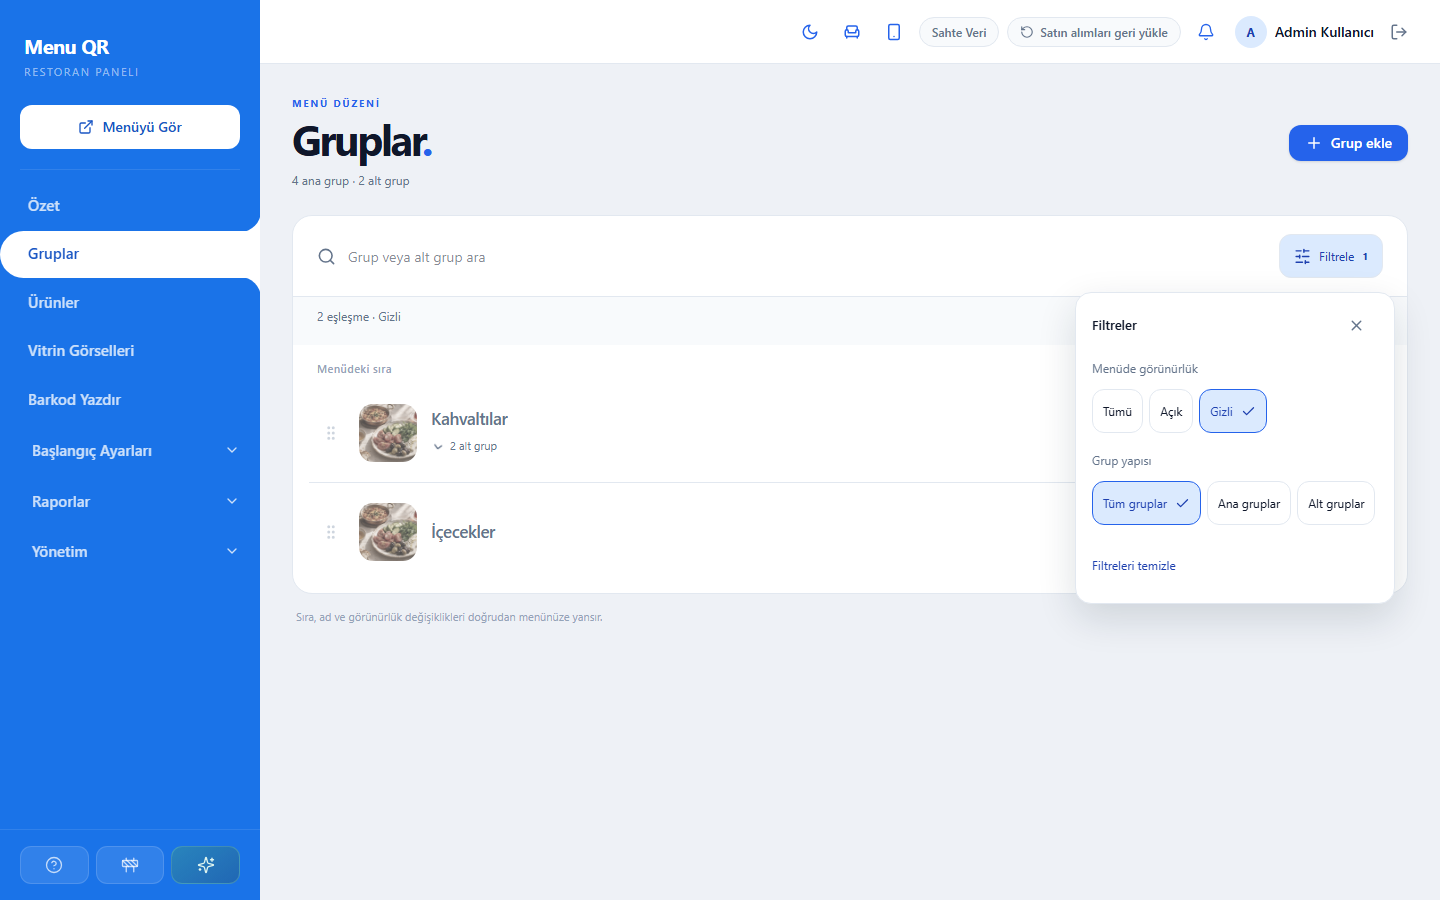 Menu QR
RESTORAN PANELİ
Menüyü Gör
Özet
Gruplar
Ürünler
Vitrin Görselleri
Barkod Yazdır
Başlangıç Ayarları
Raporlar
Yönetim
Sahte Veri
Satın alımları geri yükle
A
Admin Kullanıcı
MENÜ DÜZENİ
Gruplar.
4 ana grup · 2 alt grup
Grup ekle
Grup veya alt grup ara
Filtrele 1
2 eşleşme · Gizli
Menüdeki sıra
Kahvaltılar
2 alt grup
İçecekler
Sıra, ad ve görünürlük değişiklikleri doğrudan menünüze yansır.
Filtreler
Menüde görünürlük
Tümü Açık Gizli
Grup yapısı
Tüm gruplar Ana gruplar Alt gruplar
Filtreleri temizle